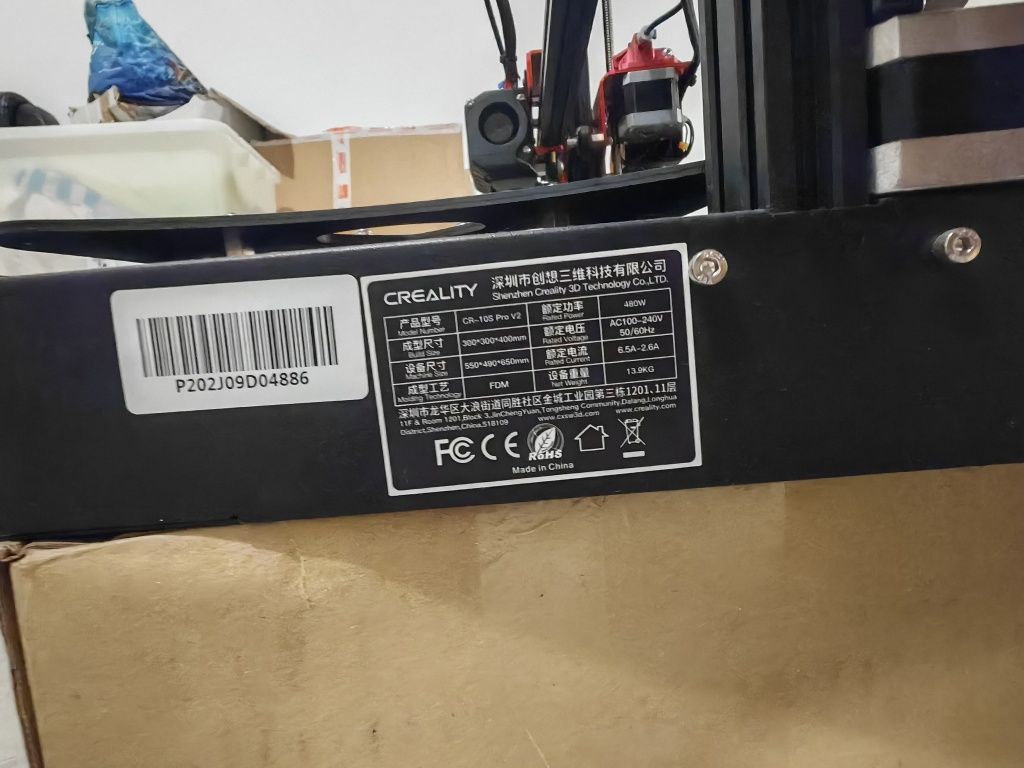 P202J09D04886
CREALITY
深圳市创想三维科技有限公司
Shenzhen Creality 3D Technology Co.,LTD.
产品型号 CR-10S Pro V2 额定功率 480W
Model Number Rated Power
成型尺寸 300*300*400mm 额定电压 AC100-240V 50/60Hz
Build Size Rated Voltage
设备尺寸 550*490*650mm 额定电流 6.5A-2.6A
Machine Size Rated Current
成型工艺 FDM 设备重量 13.9KG
Molding Technology Net Weight
深圳市龙华区大浪街道同胜社区金城工业园第三栋1201.11层
11F & Room 1201,Block 3,JinChengYuan,Tongsheng Community,Dalang,Longhua
District,Shenzhen,China,518109 www.cxsw3d.com www.creality.com
FC CE RoHS
Made in China